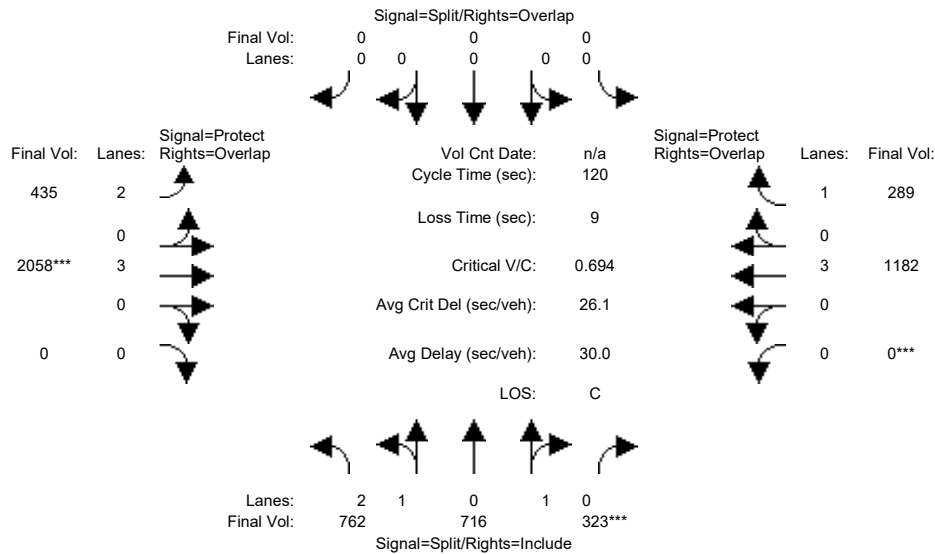 Signal=Split/Rights=Overlap
Final Vol: 0 0 0
Lanes: 0 0 0 0 0
Signal=Protect
Final Vol: Lanes: Rights=Overlap
Vol Cnt Date: n/a
Signal=Protect
Rights=Overlap Lanes: Final Vol:
Cycle Time (sec): 120
435 2
1 289
Loss Time (sec): 9
0
0
2058*** 3
Critical V/C: 0.694
3 1182
0
Avg Crit Del (sec/veh): 26.1
0
0 0
Avg Delay (sec/veh): 30.0
0 0***
LOS: C
Lanes: 2 1 0 1 0
Final Vol: 762 716 323***
Signal=Split/Rights=Include